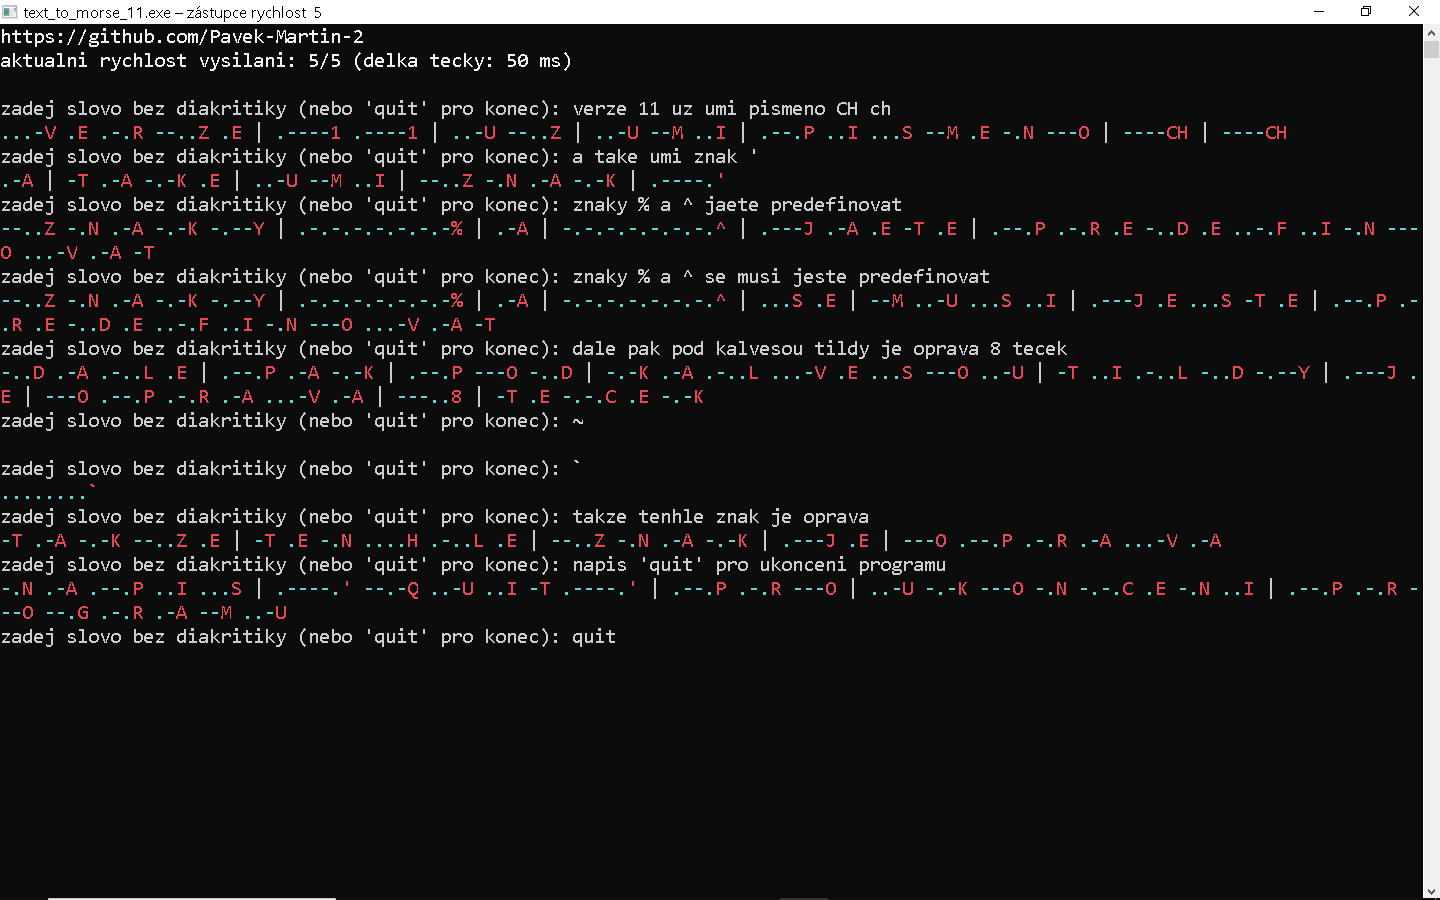 text_to_morse_11.exe – zástupce rychlost 5
https://github.com/Pavek-Martin-2
aktualni rychlost vysilani: 5/5 (delka tecky: 50 ms)
zadej slovo bez diakritiky (nebo 'quit' pro konec): verze 11 uz umi pismeno CH ch
...-V .E .-.R --..Z .E | .----1 .----1 | ..-U --..Z | ..-U --M ..I | .--.P ..I ...S --M .E -.N ---O | ----CH | ----CH
zadej slovo bez diakritiky (nebo 'quit' pro konec): a take umi znak '
.-A | -T .-A -.-K .E | ..-U --M ..I | --..Z -.N .-A -.-K | .----.'
zadej slovo bez diakritiky (nebo 'quit' pro konec): znaky % a ^ jaete predefinovat
--..Z -.N .-A -.-K -.--Y | .-.-.-.-.-.-.-% | .-A | -.-.-.-.-.-.-.^ | .---J .-A .E -T .E | .--.P .-.R .E -..D .E ..-.F ..I -.N ---
O ...-V .-A -T
zadej slovo bez diakritiky (nebo 'quit' pro konec): znaky % a ^ se musi jeste predefinovat
--..Z -.N .-A -.-K -.--Y | .-.-.-.-.-.-.-% | .-A | -.-.-.-.-.-.-.^ | ...S .E | --M ..-U ...S ..I | .---J .E ...S -T .E | .--.P .-
.R .E -..D .E ..-.F ..I -.N ---O ...-V .-A -T
zadej slovo bez diakritiky (nebo 'quit' pro konec): dale pak pod kalvesou tildy je oprava 8 tecek
-..D .-A .-..L .E | .--.P .-A -.-K | .--.P ---O -..D | -.-K .-A .-..L ...-V .E ...S ---O ..-U | -T ..I .-..L -..D -.--Y | .---J .
E | ---O .--.P .-.R .-A ...-V .-A | ---..8 | -T .E -.-.C .E -.-K
zadej slovo bez diakritiky (nebo 'quit' pro konec): ~
zadej slovo bez diakritiky (nebo 'quit' pro konec): `
........`
zadej slovo bez diakritiky (nebo 'quit' pro konec): takze tenhle znak je oprava
-T .-A -.-K --..Z .E | -T .E -.N ....H .-..L .E | --..Z -.N .-A -.-K | .---J .E | ---O .--.P .-.R .-A ...-V .-A
zadej slovo bez diakritiky (nebo 'quit' pro konec): napis 'quit' pro ukonceni programu
-.N .-A .--.P ..I ...S | .----.' --.-Q ..-U ..I -T .----.' | .--.P .-.R ---O | ..-U -.-K ---O -.N -.-.C .E -.N ..I | .--.P .-.R -
--O --.G .-.R .-A --M ..-U
zadej slovo bez diakritiky (nebo 'quit' pro konec): quit